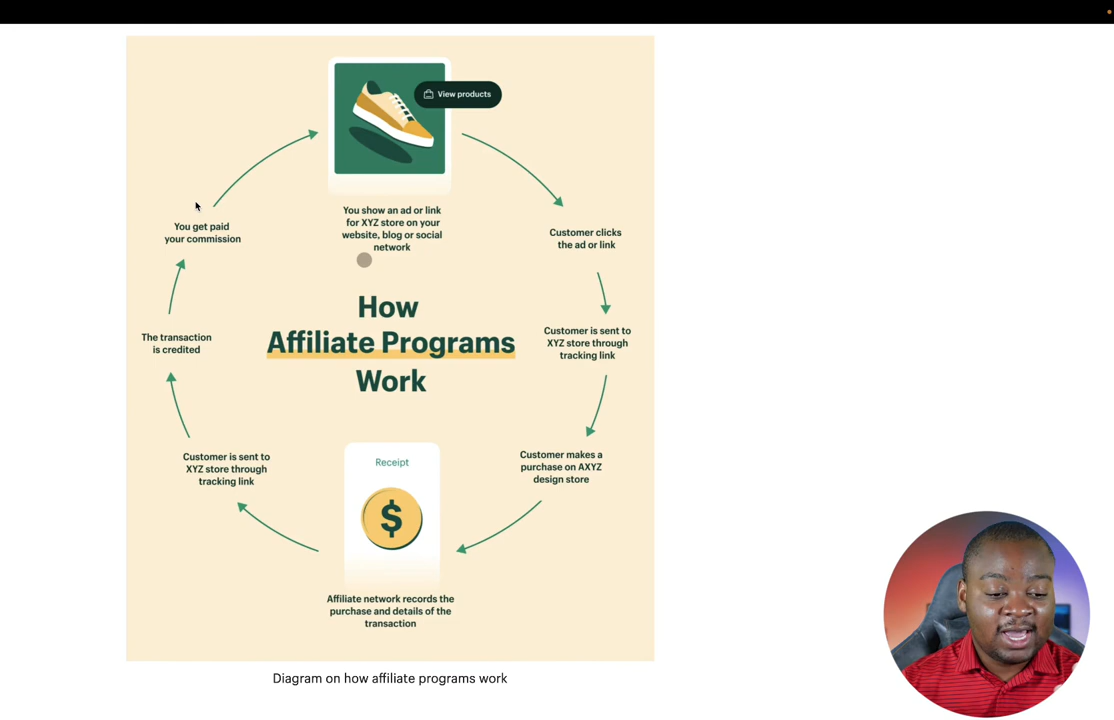 View products
You show an ad or link
for XYZ store on your
website, blog or social
network
Customer clicks
the ad or link
Customer is sent to
XYZ store through
tracking link
Customer makes a
purchase on AXYZ
design store
Receipt
$
Affiliate network records the
purchase and details of the
transaction
Customer is sent to
XYZ store through
tracking link
The transaction
is credited
You get paid
your commission
How
Affiliate Programs
Work
Diagram on how affiliate programs work